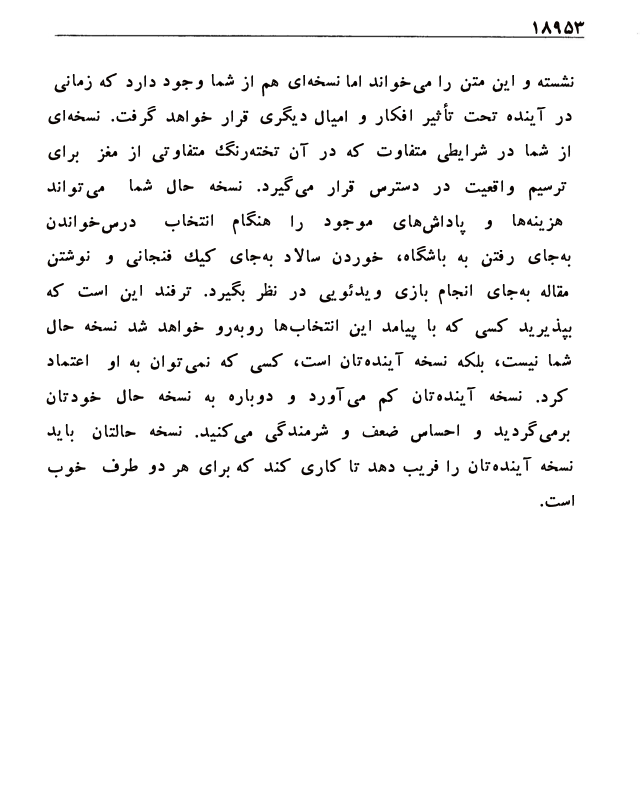 ۱۸۹۵۳
نشسته و این متن را می‌خواند اما نسخه‌ای هم از شما وجود دارد که زمانی
در آینده تحت تأثیر افکار و امیال دیگری قرار خواهد گرفت. نسخه‌ای
از شما در شرایطی متفاوت که در آن تخته‌رنگ متفاوتی از مغز برای
ترسیم واقعیت در دسترس قرار می‌گیرد. نسخه حال شما می‌تواند
هزینه‌ها و پاداش‌های موجود را هنگام انتخاب درس‌خواندن
به‌جای رفتن به باشگاه، خوردن سالاد به‌جای کیك فنجانی و نوشتن
مقاله به‌جای انجام بازی ویدئویی در نظر بگیرد. ترفند این است که
بپذیرید کسی که با پیامد این انتخاب‌ها روبه‌رو خواهد شد نسخه حال
شما نیست، بلکه نسخه آینده‌تان است، کسی که نمی‌توان به او اعتماد
کرد. نسخه آینده‌تان کم می‌آورد و دوباره به نسخه حال خودتان
برمی‌گردید و احساس ضعف و شرمندگی می‌کنید. نسخه حالتان باید
نسخه آینده‌تان را فریب دهد تا کاری کند که برای هر دو طرف خوب
است.